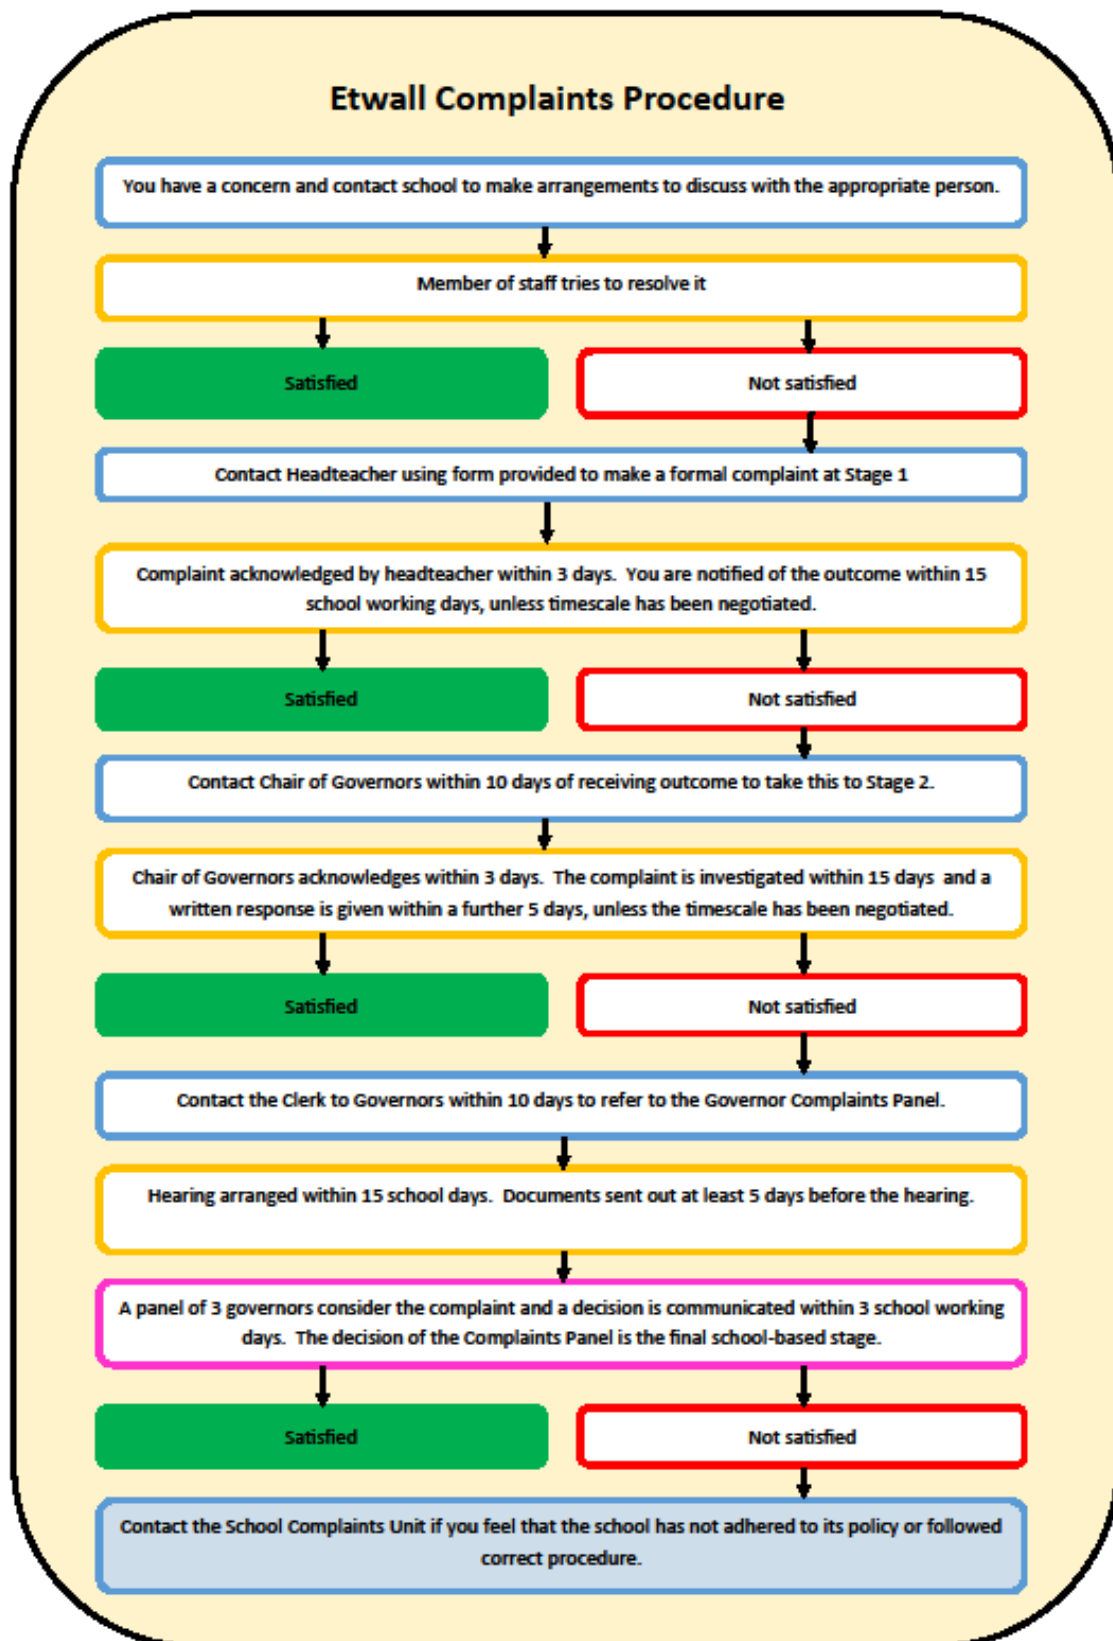 Etwall Complaints Procedure
You have a concern and contact school to make arrangements to discuss with the appropriate person.
Member of staff tries to resolve it
Satisfied
Not satisfied
Contact Headteacher using form provided to make a formal complaint at Stage 1
Complaint acknowledged by headteacher within 3 days. You are notified of the outcome within 15
school working days, unless timescale has been negotiated.
Satisfied
Not satisfied
Contact Chair of Governors within 10 days of receiving outcome to take this to Stage 2.
Chair of Governors acknowledges within 3 days. The complaint is investigated within 15 days and a
written response is given within a further 5 days, unless the timescale has been negotiated.
Satisfied
Not satisfied
Contact the Clerk to Governors within 10 days to refer to the Governor Complaints Panel.
Hearing arranged within 15 school days. Documents sent out at least 5 days before the hearing.
A panel of 3 governors consider the complaint and a decision is communicated within 3 school working
days. The decision of the Complaints Panel is the final school-based stage.
Satisfied
Not satisfied
Contact the School Complaints Unit if you feel that the school has not adhered to its policy or followed
correct procedure.